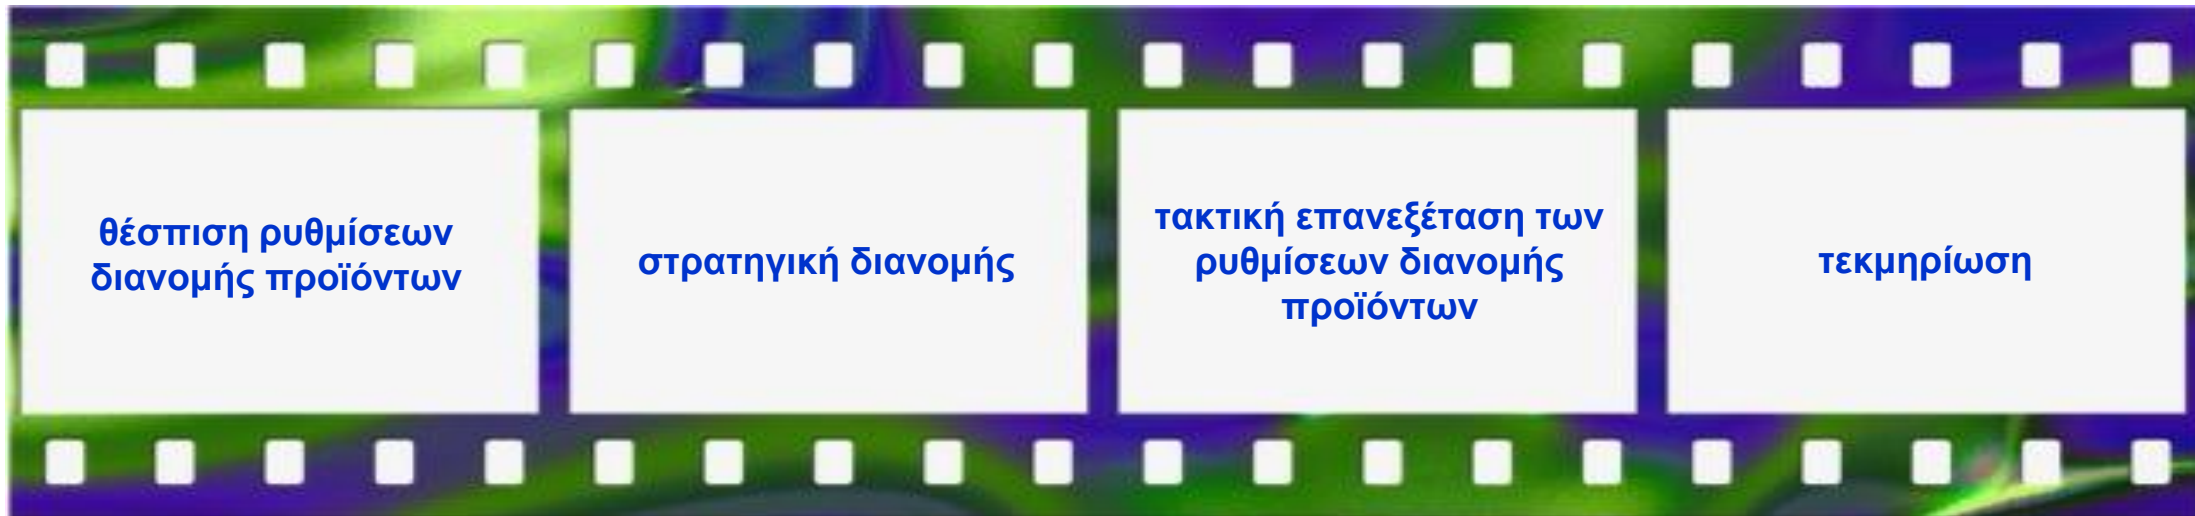 θέσπιση ρυθμίσεων
διανομής προϊόντων
στρατηγική διανομής
τακτική επανεξέταση των
ρυθμίσεων διανομής
προϊόντων
τεκμηρίωση